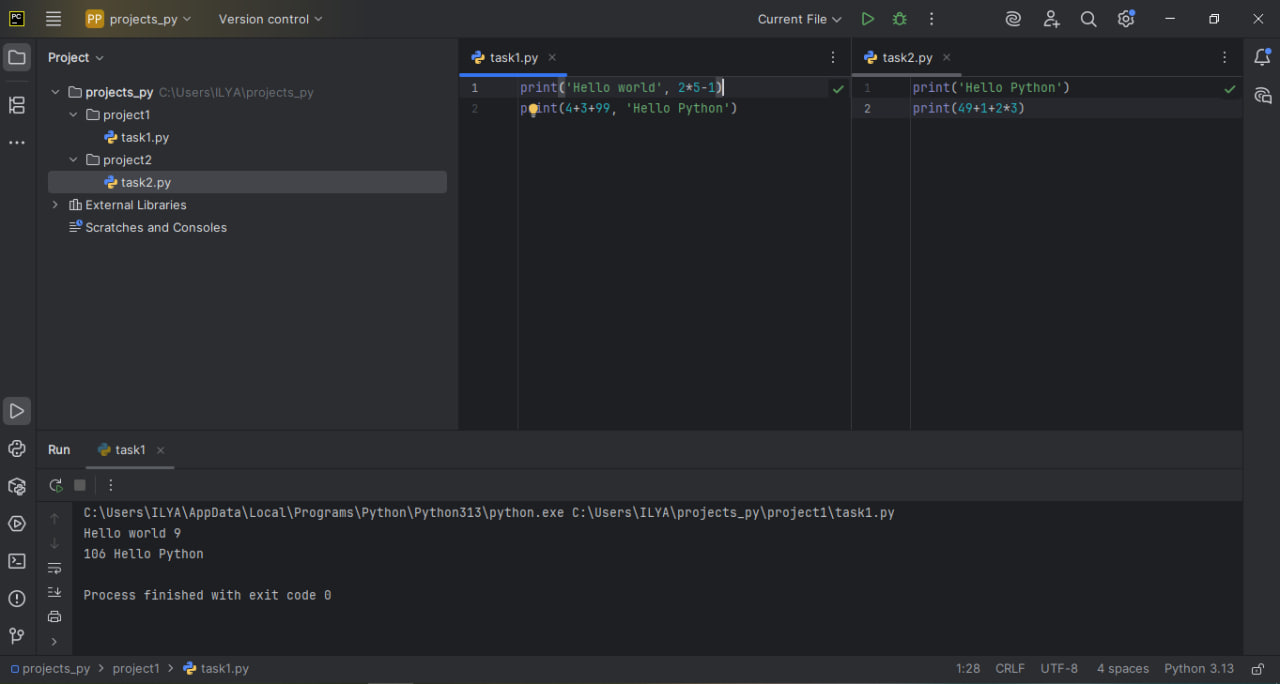 PC
PP projects_py Version control Current File
Project
task1.py
task2.py
projects_py C:\Users\ILYA\projects_py
project1
task1.py
project2
task2.py
External Libraries
Scratches and Consoles
1 print('Hello world', 2*5-1)
2 print(4+3+99, 'Hello Python')
1 print('Hello Python')
2 print(49+1+2*3)
Run task1
C:\Users\ILYA\AppData\Local\Programs\Python\Python313\python.exe C:\Users\ILYA\projects_py\project1\task1.py
Hello world 9
106 Hello Python
Process finished with exit code 0
projects_py > project1 > task1.py 1:28 CRLF UTF-8 4 spaces Python 3.13